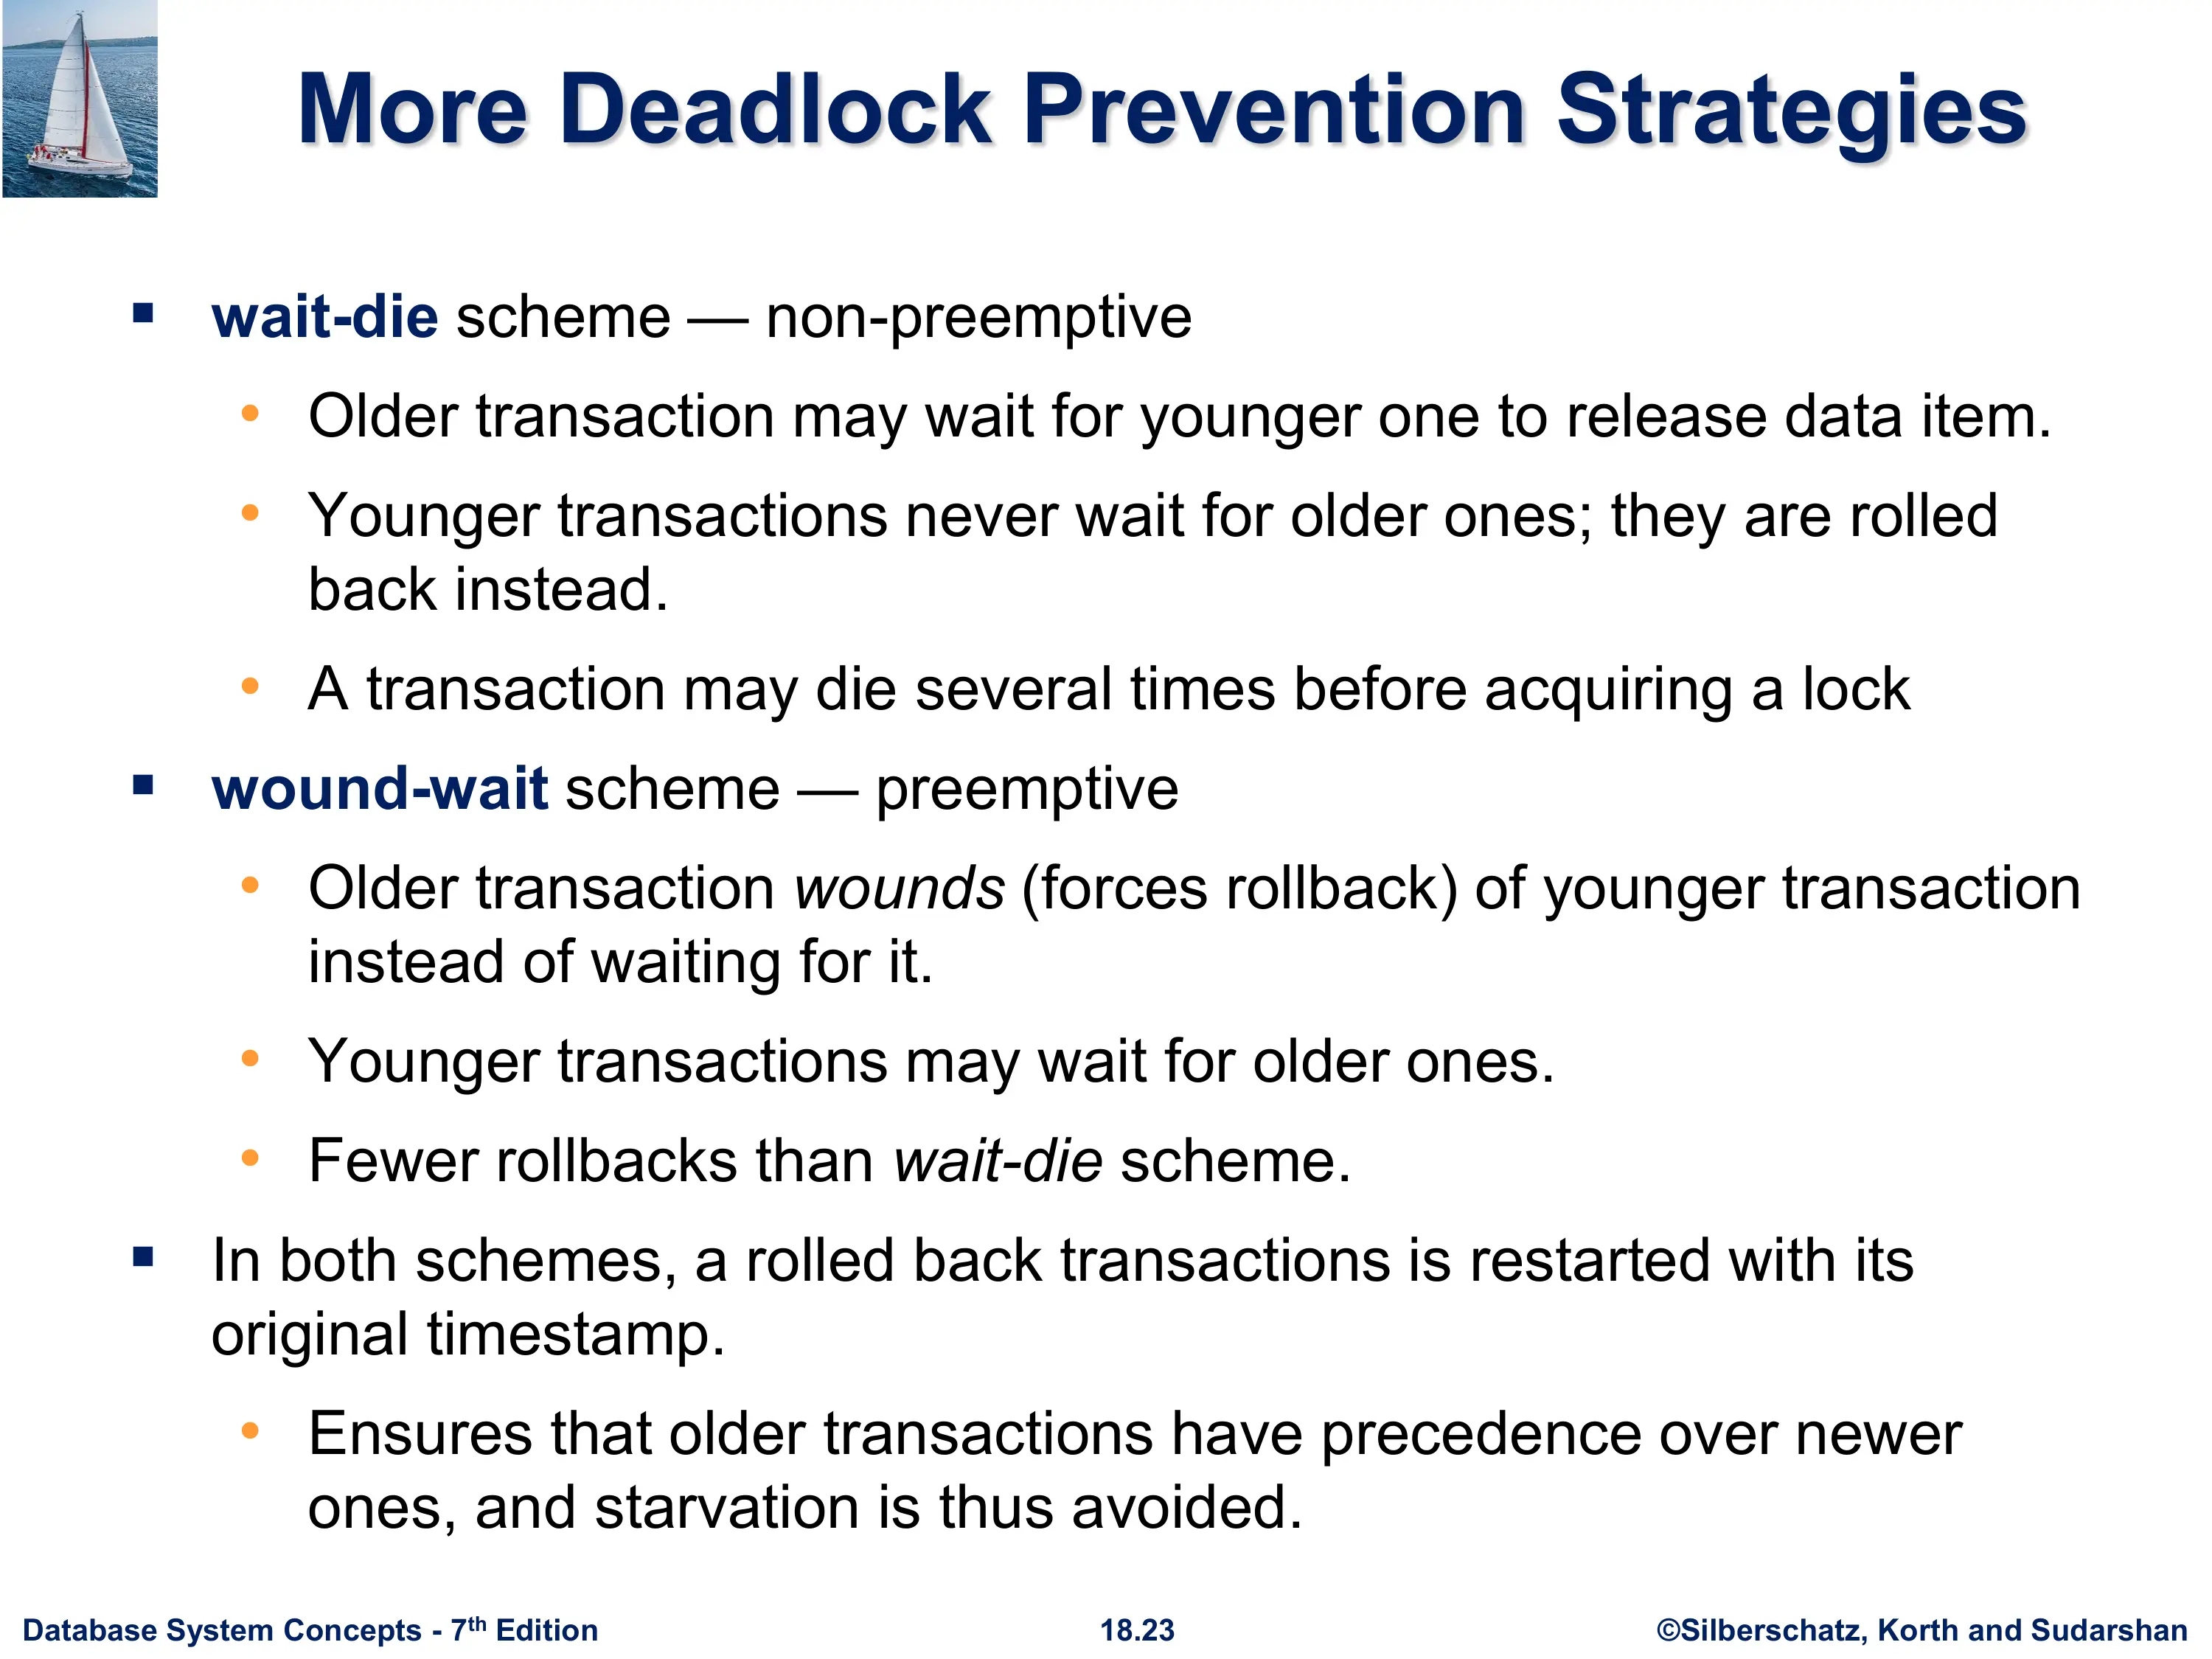 More Deadlock Prevention Strategies
▪ wait-die scheme — non-preemptive
• Older transaction may wait for younger one to release data item.
• Younger transactions never wait for older ones; they are rolled
back instead.
• A transaction may die several times before acquiring a lock
▪ wound-wait scheme — preemptive
• Older transaction wounds (forces rollback) of younger transaction
instead of waiting for it.
• Younger transactions may wait for older ones.
• Fewer rollbacks than wait-die scheme.
▪ In both schemes, a rolled back transactions is restarted with its
original timestamp.
• Ensures that older transactions have precedence over newer
ones, and starvation is thus avoided.
Database System Concepts - 7th Edition
18.23
©Silberschatz, Korth and Sudarshan